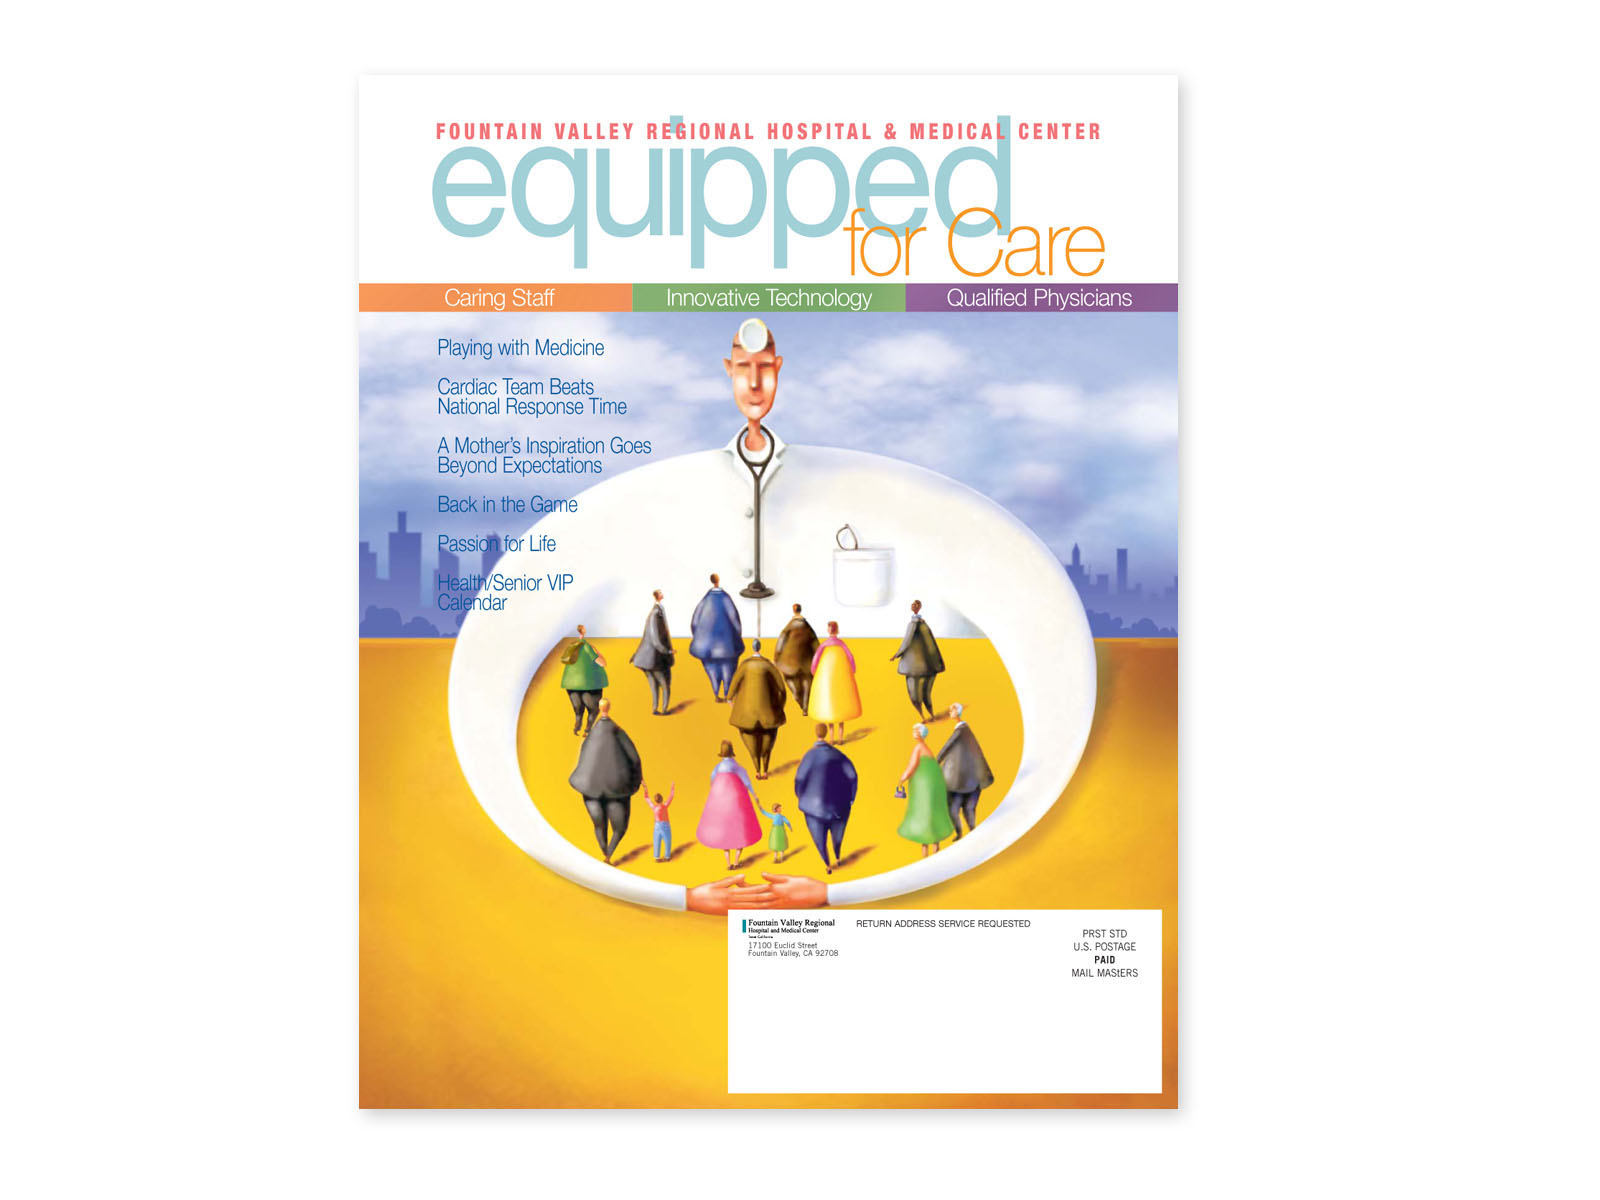 FOUNTAIN VALLEY REGIONAL HOSPITAL & MEDICAL CENTER
equipped
for Care
Caring Staff
Innovative Technology
Qualified Physicians
Playing with Medicine
Cardiac Team Beats
National Response Time
A Mother's Inspiration Goes
Beyond Expectations
Back in the Game
Passion for Life
Health/Senior VIP
Calendar
Fountain Valley Regional
Hospital and Medical Center
Tenet California
17100 Euclid Street
Fountain Valley, CA 92708
RETURN ADDRESS SERVICE REQUESTED
PRST STD
U.S. POSTAGE
PAID
MAIL MAStERS